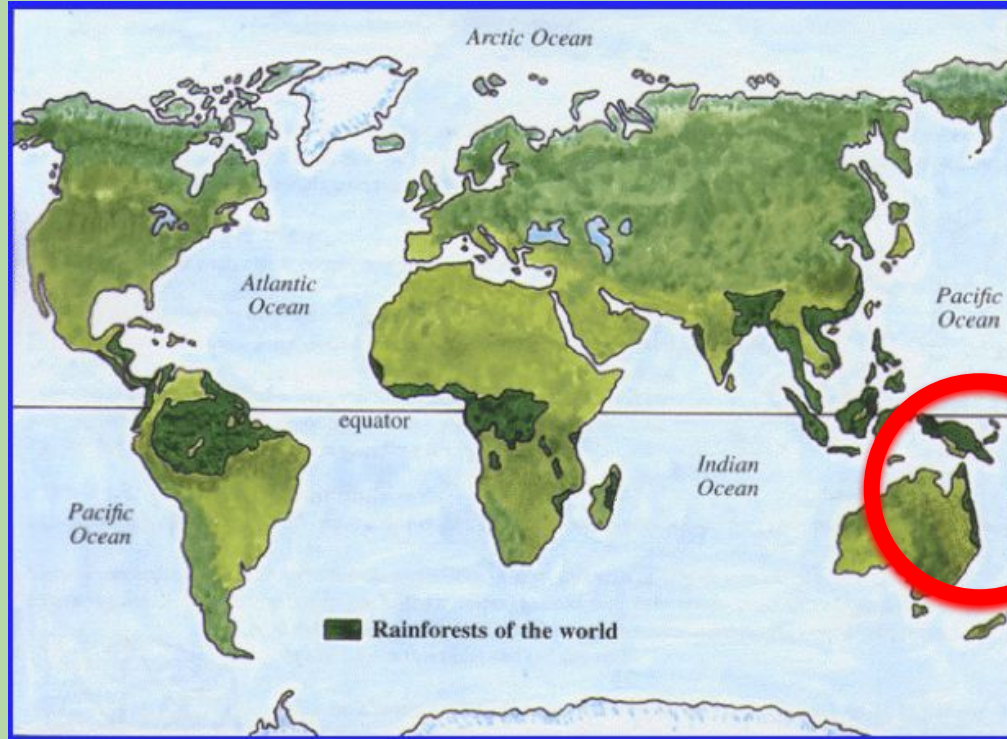 Arctic Ocean
Atlantic
Ocean
Pacific
Ocean
equator
Indian
Ocean
Pacific
Ocean
Rainforests of the world